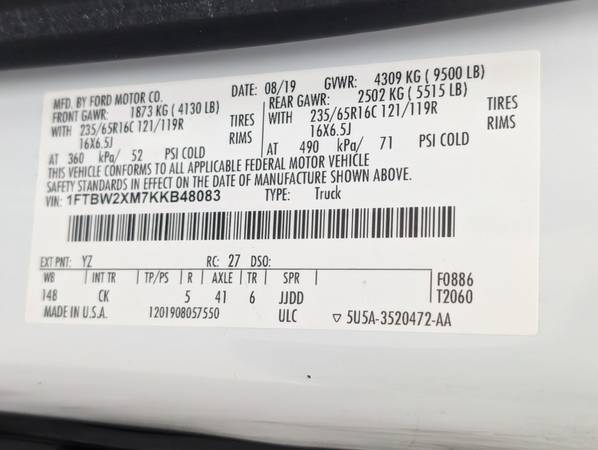 MFD. BY FORD MOTOR CO. DATE: 08/19 GVWR: 4309 KG ( 9500 LB)
FRONT GAWR: 1873 KG ( 4130 LB) REAR GAWR: 2502 KG ( 5515 LB)
WITH 235/65R16C 121/119R TIRES WITH 235/65R16C 121/119R TIRES
16X6.5J RIMS 16X6.5J RIMS
AT 360 kPa/ 52 PSI COLD AT 490 kPa/ 71 PSI COLD
THIS VEHICLE CONFORMS TO ALL APPLICABLE FEDERAL MOTOR VEHICLE
SAFETY STANDARDS IN EFFECT ON THE DATE OF MANUFACTURE SHOWN ABOVE.
VIN: 1FTBW2XM7KKB48083 TYPE: Truck
EXT PNT: YZ RC: 27 DSO:
WB INT TR TP/PS R AXLE TR SPR F0886
148 CK 5 41 6 JJDD T2060
MADE IN U.S.A. 1201908057550 ULC ▽ 5U5A-3520472-AA